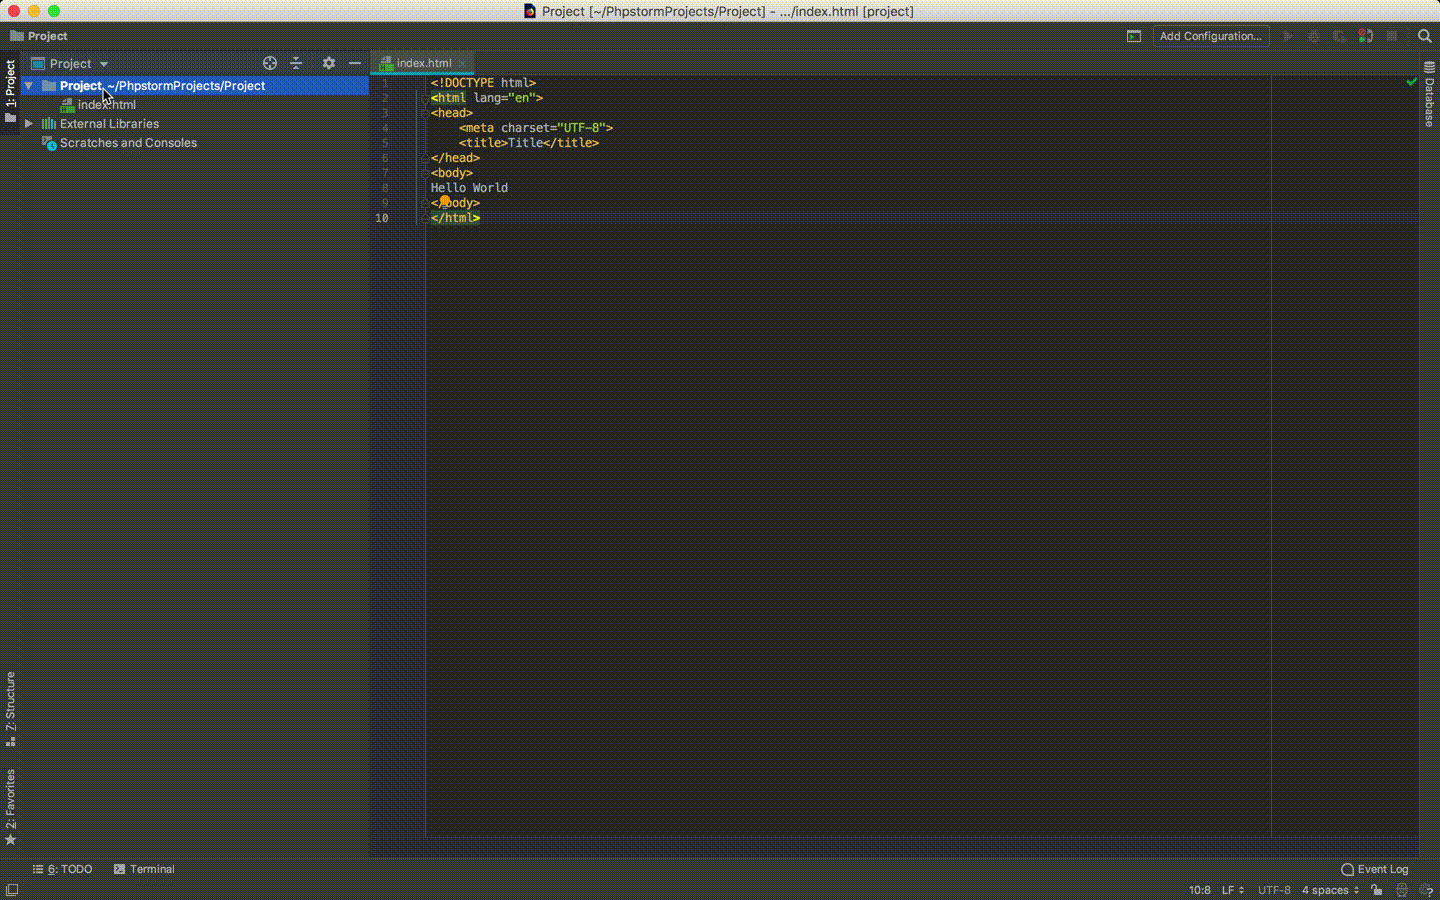 Project [~/PhpstormProjects/Project] - .../index.html [project]
Project
Add Configuration...
1: Project
Project
index.html
Project ~/PhpstormProjects/Project
index.html
External Libraries
Scratches and Consoles
1 <!DOCTYPE html>
2 <html lang="en">
3 <head>
4 <meta charset="UTF-8">
5 <title>Title</title>
6 </head>
7 <body>
8 Hello World
9 </body>
10 </html>
Database
7: Structure
2: Favorites
6: TODO
Terminal
Event Log
10:8 LF UTF-8 4 spaces